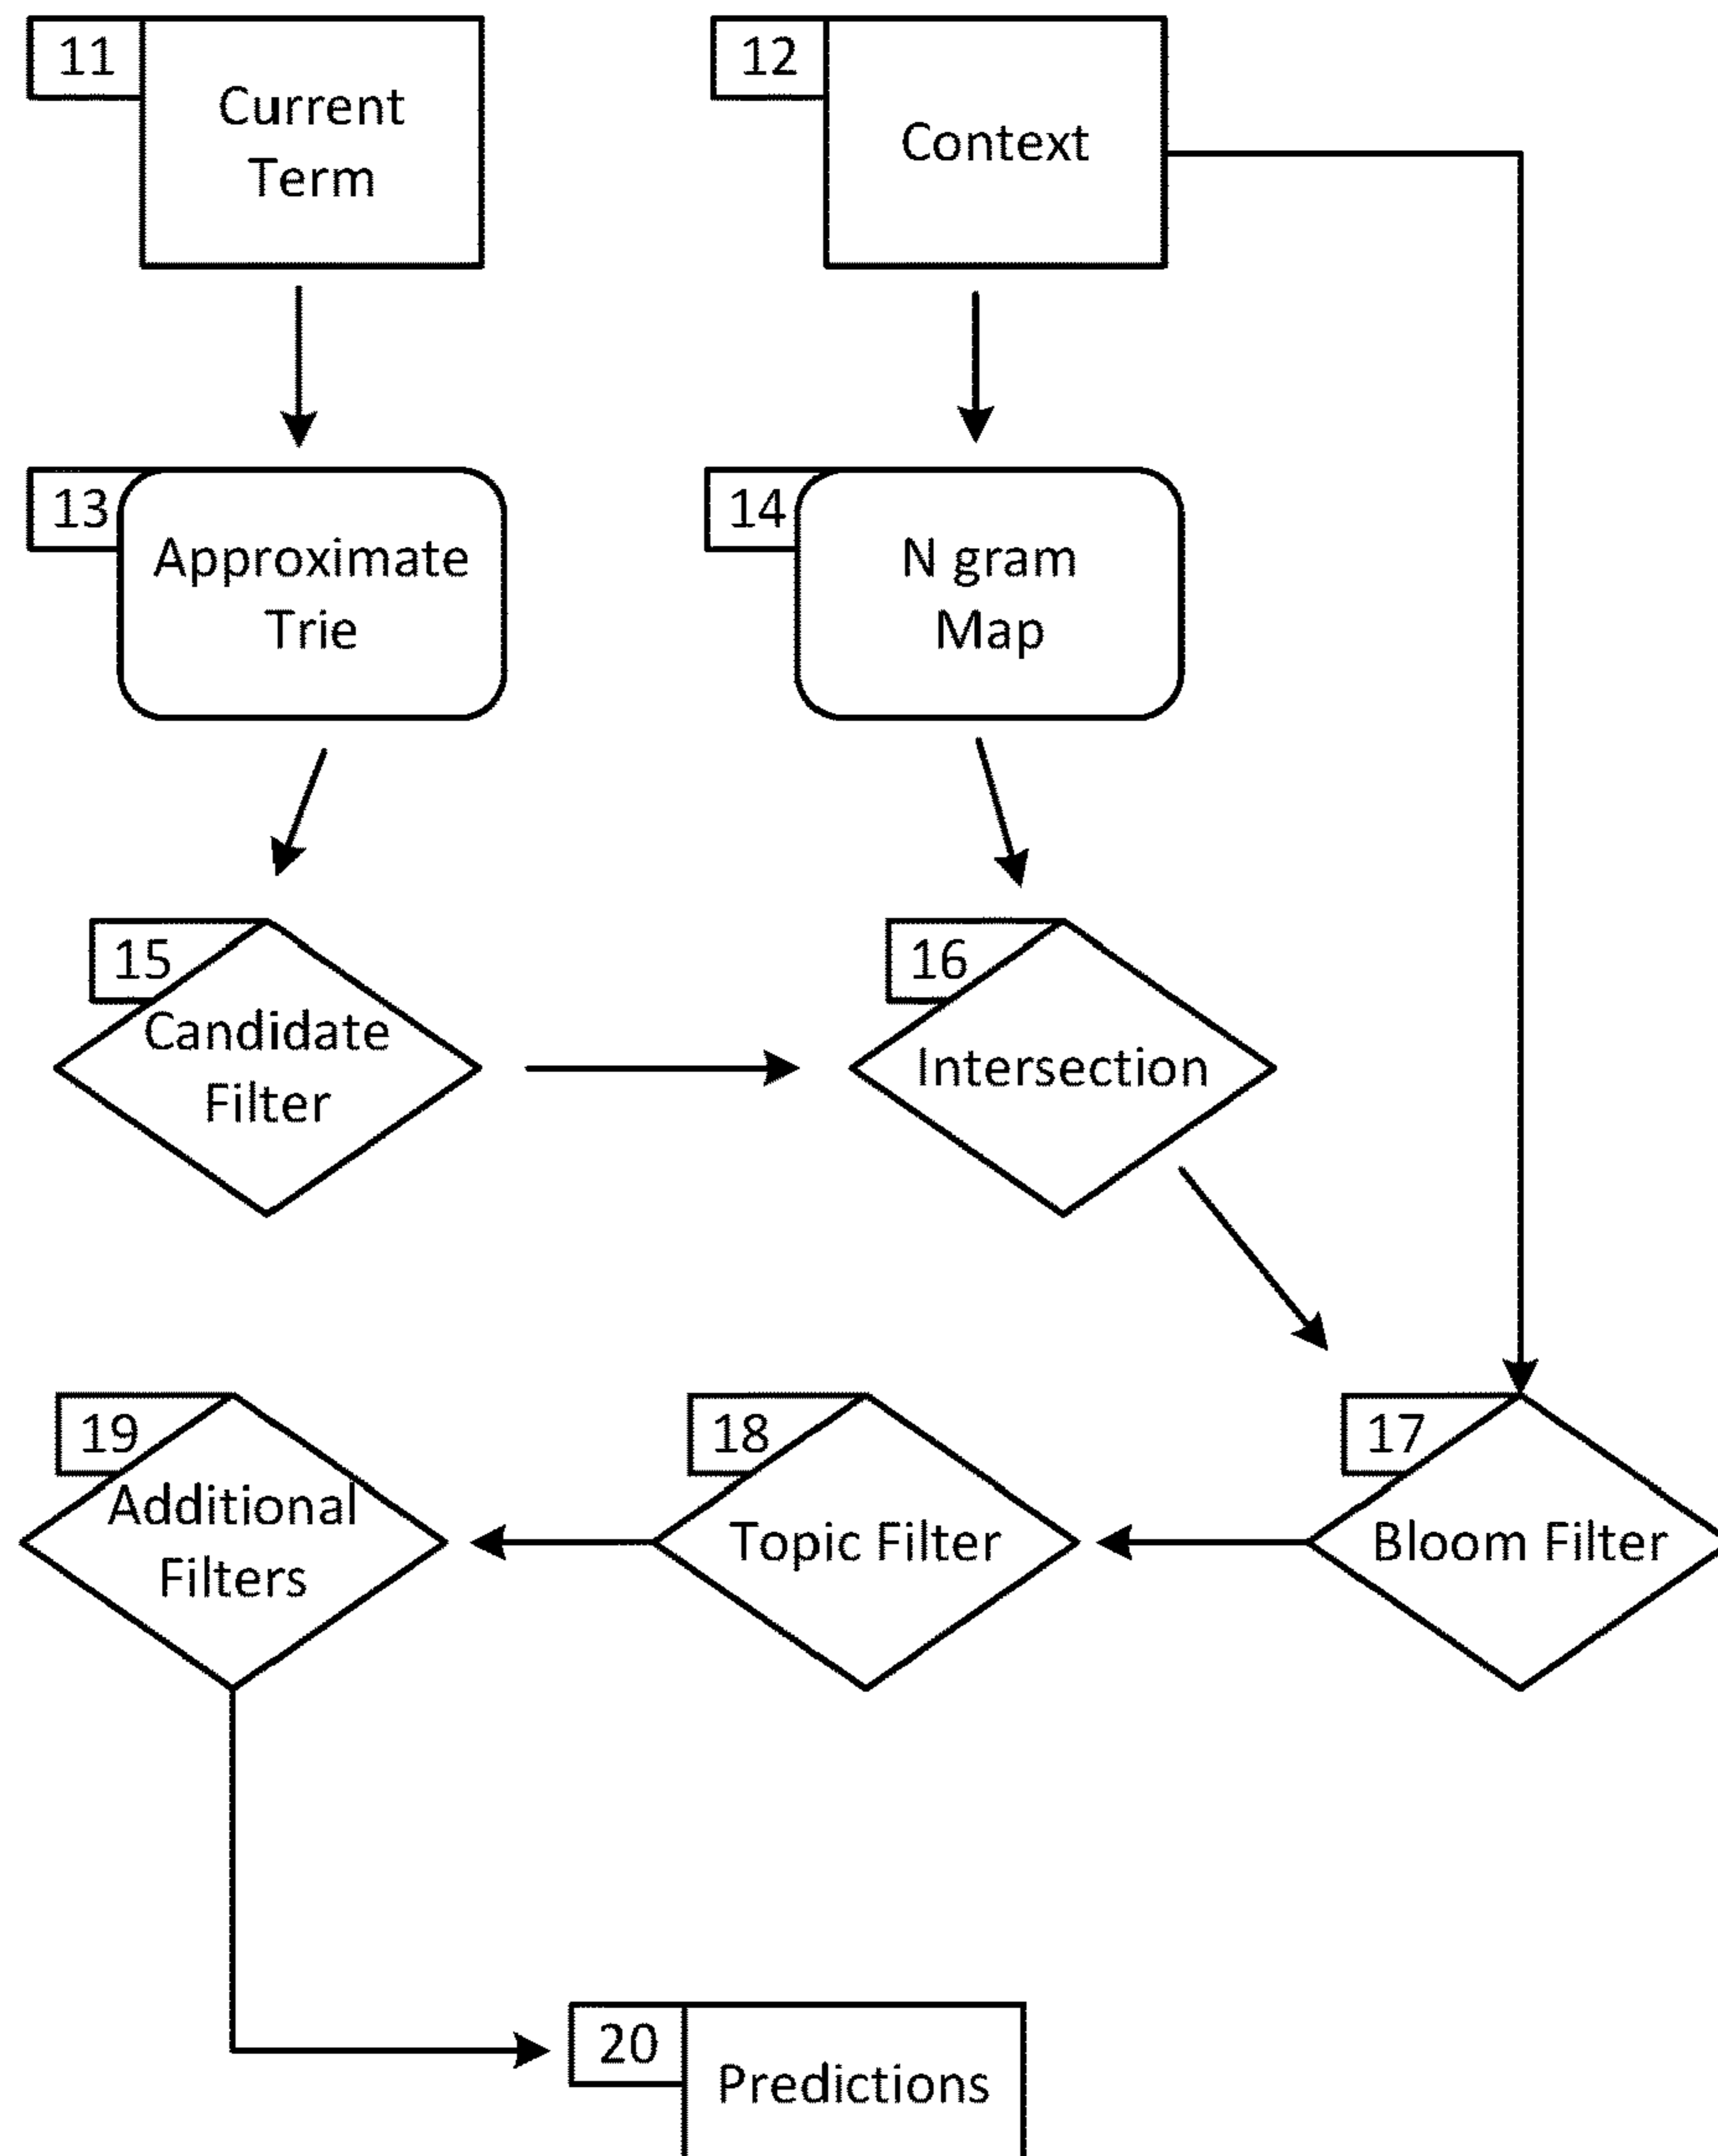 11
Current
Term
12
Context
13
Approximate
Trie
14
N gram
Map
15
Candidate
Filter
16
Intersection
19
Additional
Filters
18
Topic Filter
17
Bloom Filter
20
Predictions